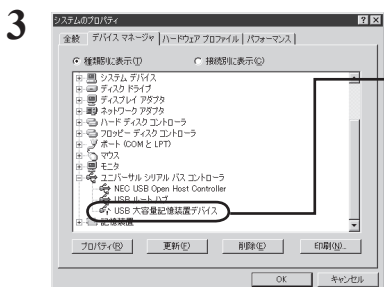 3
システムのプロパティ
全般 デバイス マネージャ ハードウェア プロファイル パフォーマンス
種類別に表示(T) 接続別に表示(C)
システム デバイス
ディスク ドライブ
ディスプレイ アダプタ
ネットワーク アダプタ
ハード ディスク コントローラ
フロッピー ディスク コントローラ
ポート (COM と LPT)
マウス
モニタ
ユニバーサル シリアル バス コントローラ
NEC USB Open Host Controller
USB ルート ハブ
USB 大容量記憶装置デバイス
記憶装置
プロパティ(R) 更新(F) 削除(E) 印刷(N)...
OK キャンセル